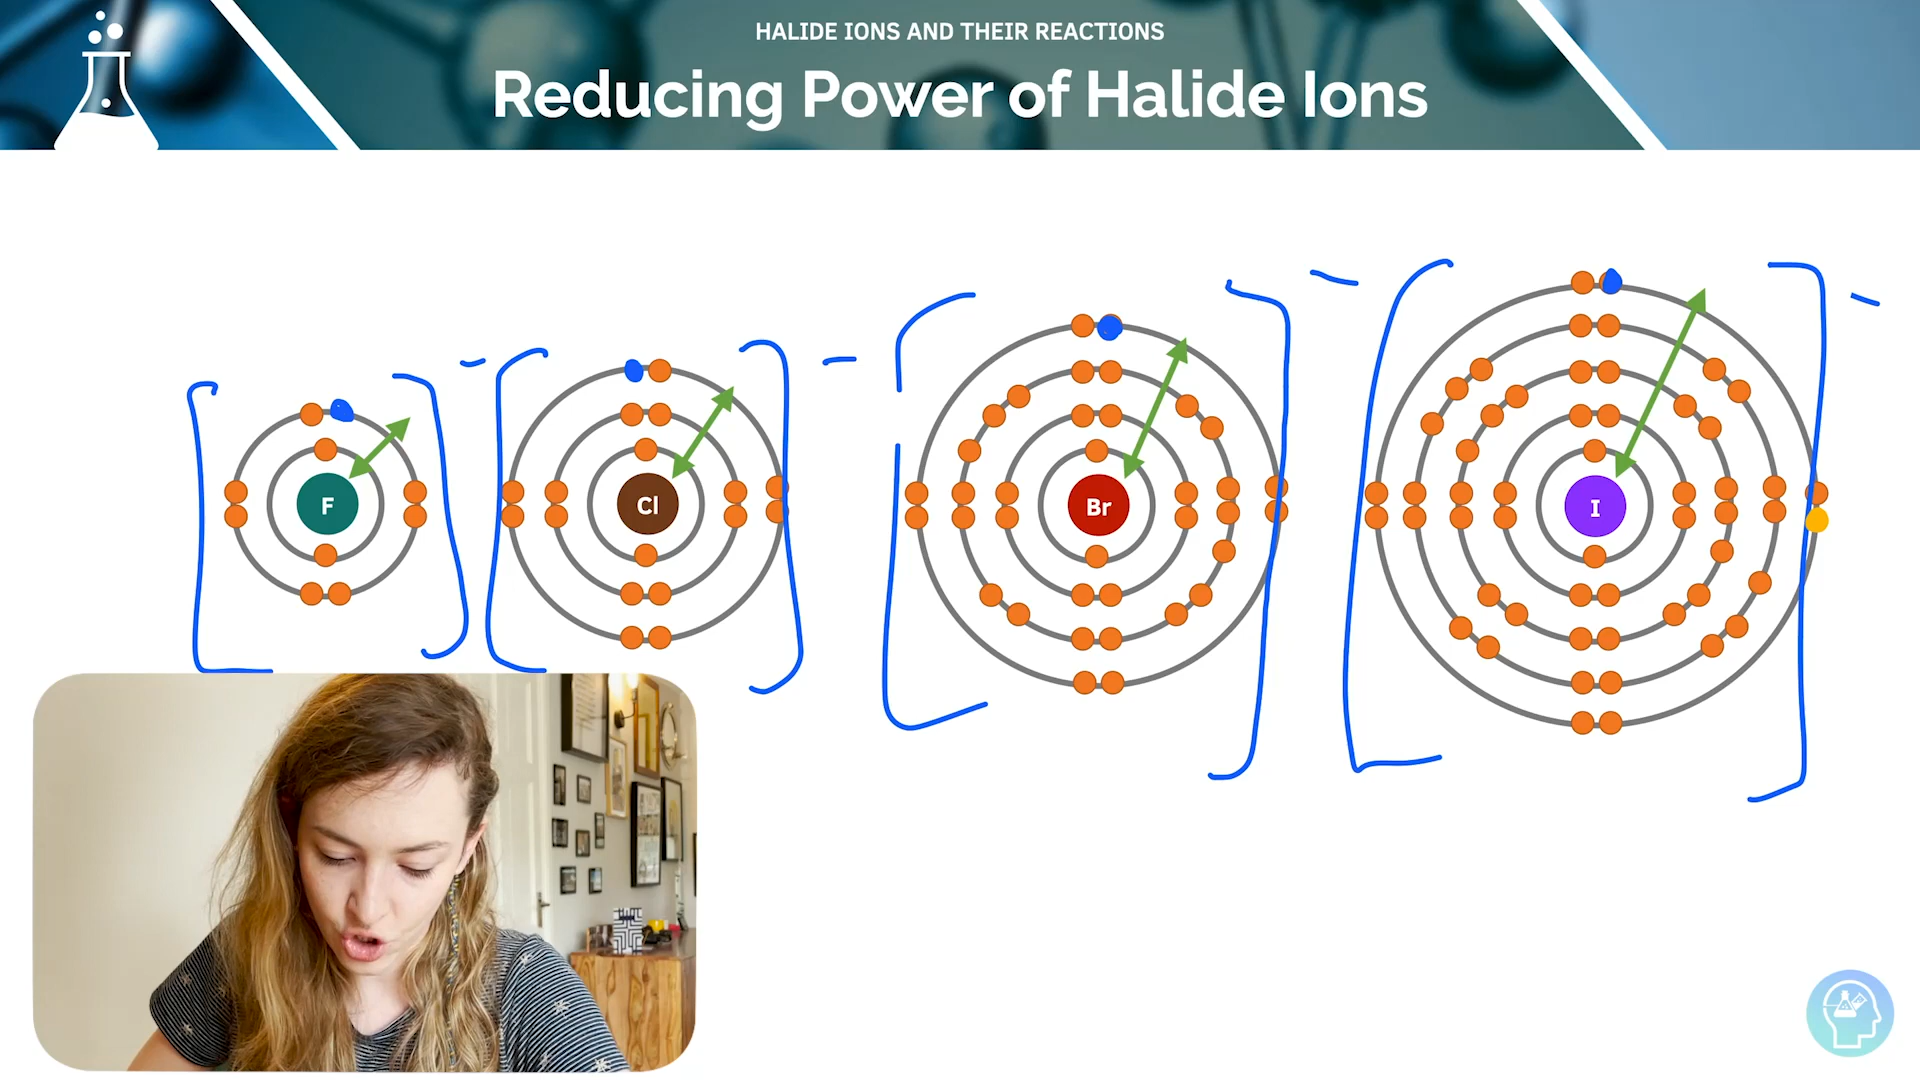 HALIDE IONS AND THEIR REACTIONS
Reducing Power of Halide Ions
F
Cl
Br
I